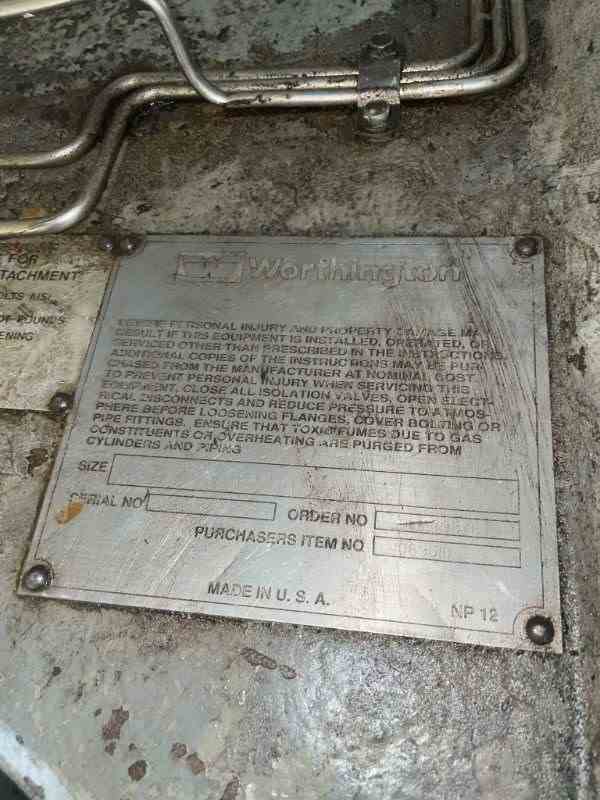 FOR
TACHMENT
OLTS AISI
OF POUNDS
ENING
Worthington
SEVERE PERSONAL INJURY AND PROPERTY DAMAGE MAY
RESULT IF THIS EQUIPMENT IS INSTALLED, OPERATED, OR
SERVICED OTHER THAN PRESCRIBED IN THE INSTRUCTIONS.
ADDITIONAL COPIES OF THE INSTRUCTIONS MAY BE PUR-
CHASED FROM THE MANUFACTURER AT NOMINAL COST.
TO PREVENT PERSONAL INJURY WHEN SERVICING THIS
EQUIPMENT, CLOSE ALL ISOLATION VALVES, OPEN ELECT-
RICAL DISCONNECTS AND REDUCE PRESSURE TO ATMOS-
PHERE BEFORE LOOSENING FLANGES, COVER BOLTING OR
PIPE FITTINGS. ENSURE THAT TOXIC FUMES DUE TO GAS
CONSTITUENTS OR OVERHEATING ARE PURGED FROM
CYLINDERS AND PIPING
SIZE
SERIAL NO
ORDER NO
PURCHASERS ITEM NO
MADE IN U.S.A.
NP 12